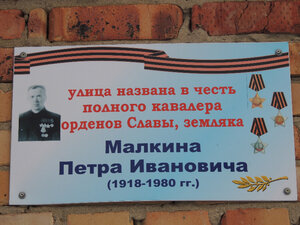 улица названа в честь
полного кавалера
орденов Славы, земляка
Малкина
Петра Ивановича
(1918-1980 гг.)